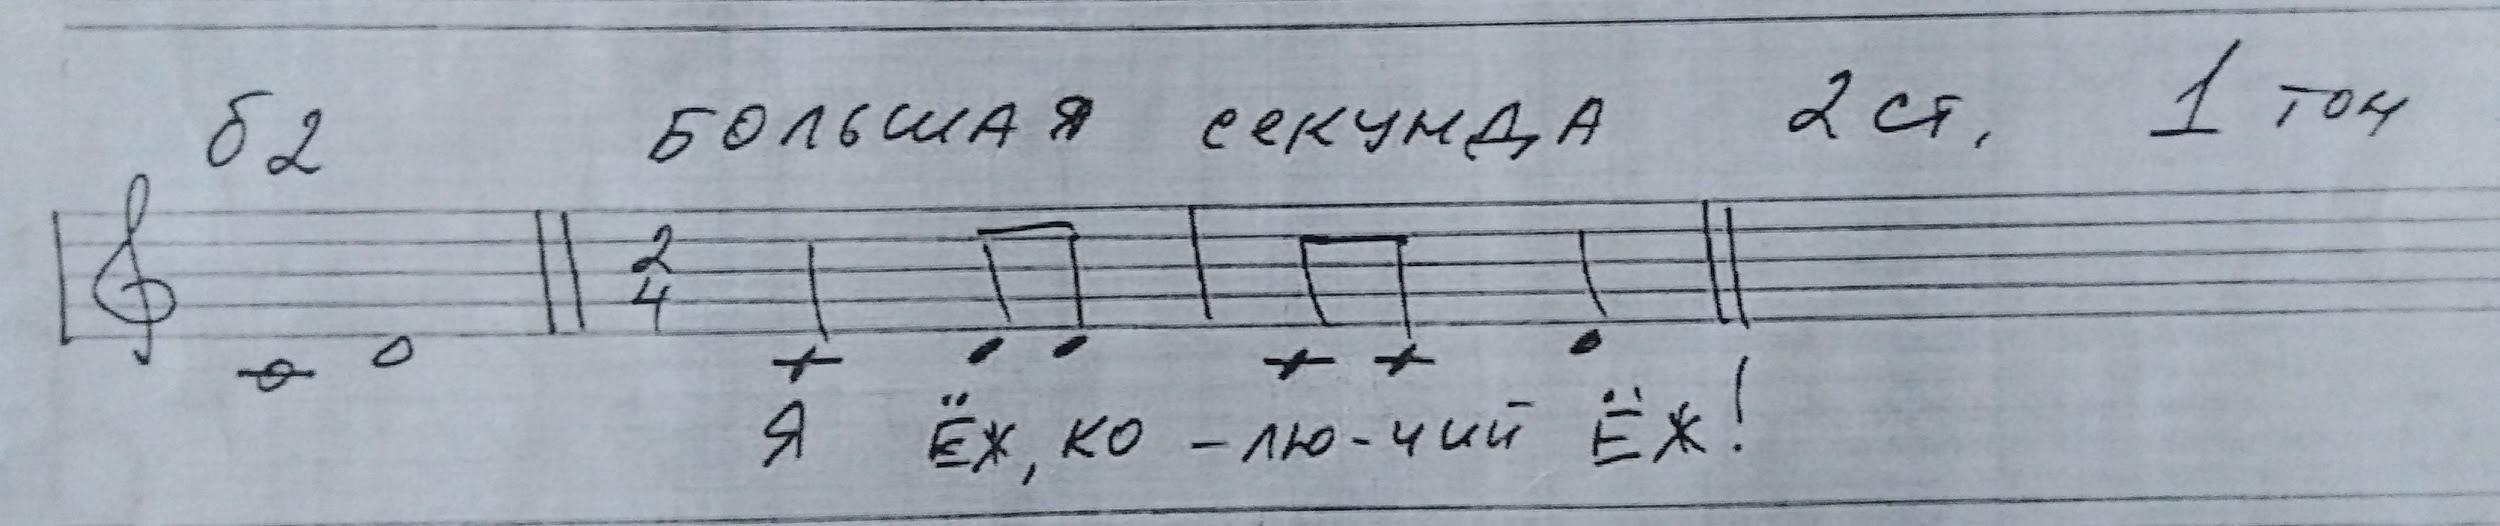 б2 БОЛЬШАЯ СЕКУНДА 2 ст. 1 тон
2
4
Я ЁЖ, КО - ЛЮ - ЧИЙ ЁЖ!